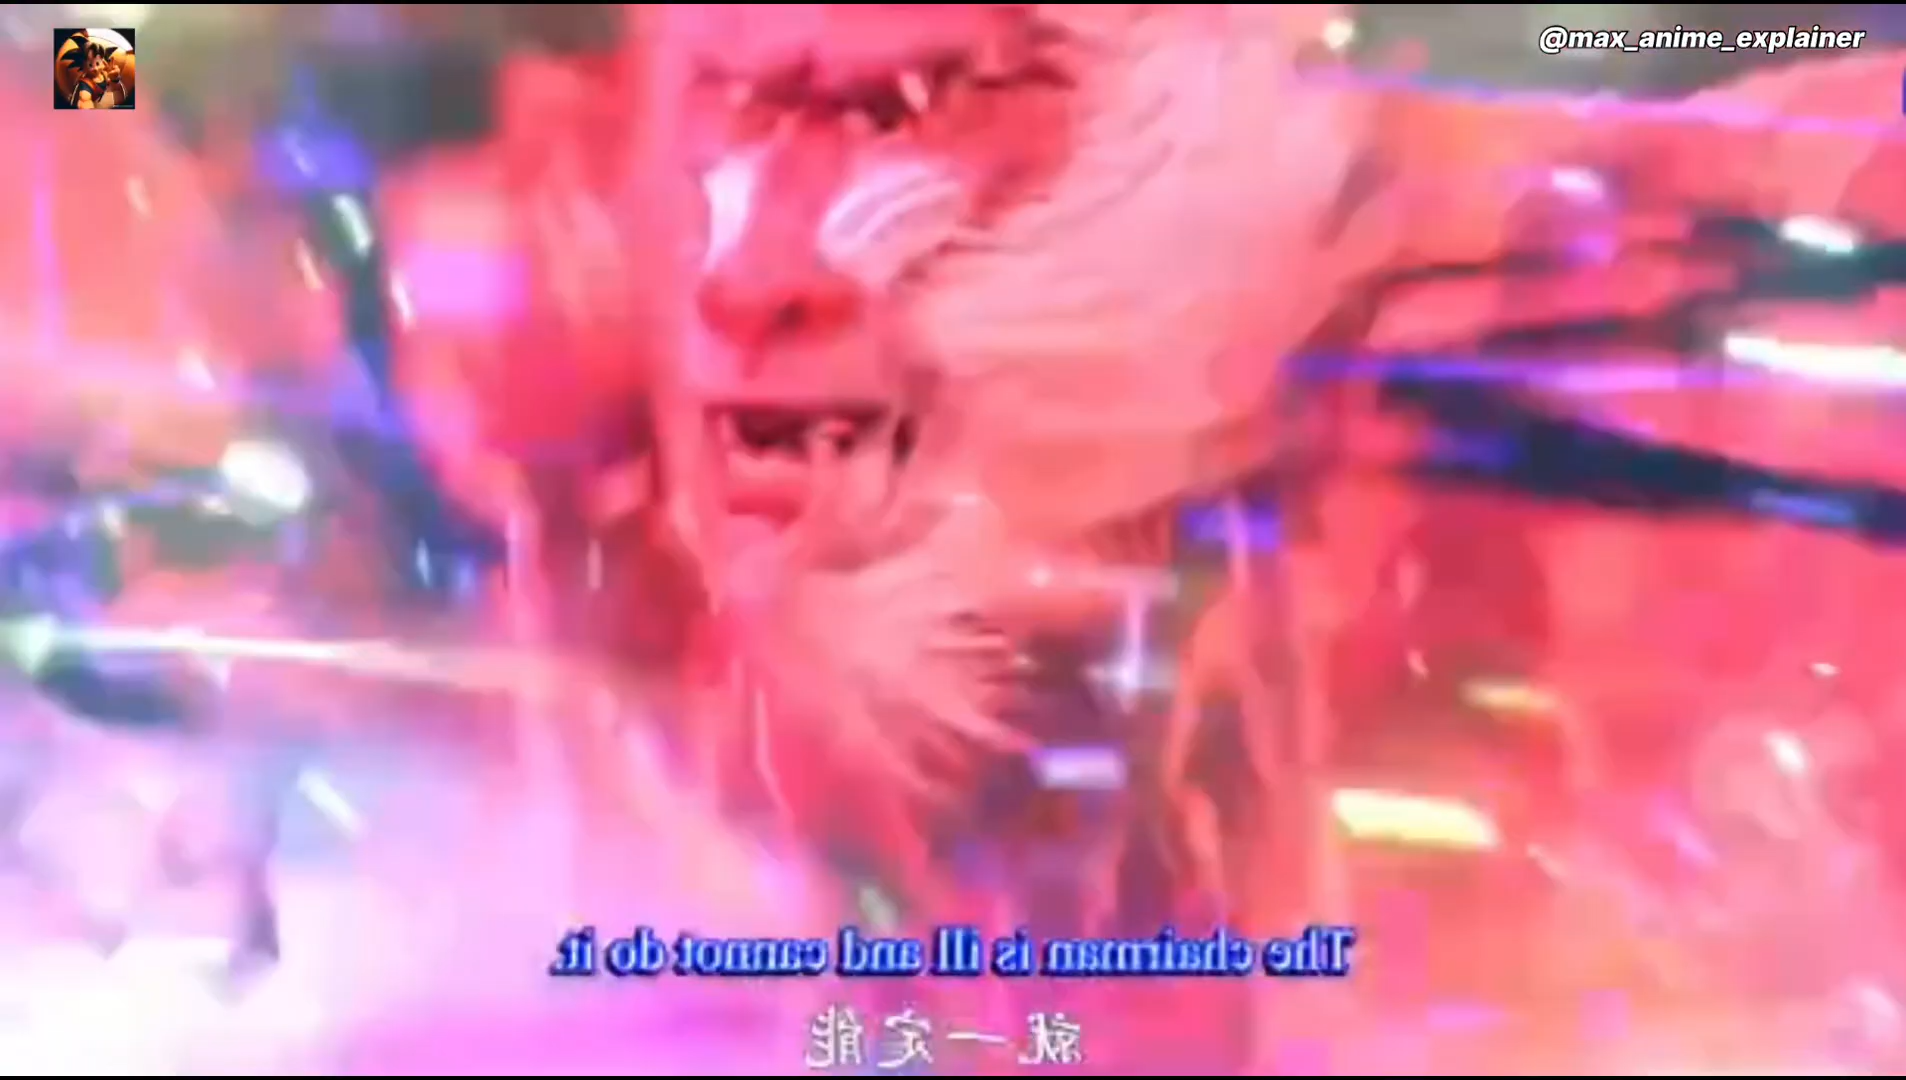 @max_anime_explainer
The chairman is ill and cannot do it.
就一定能